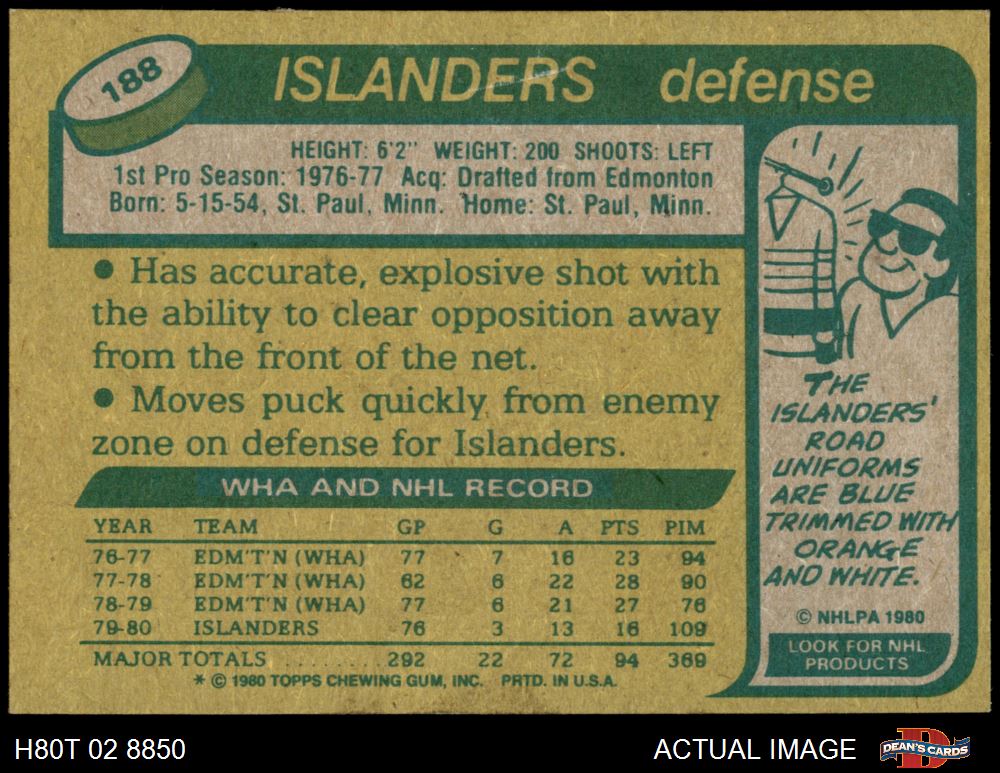 188
ISLANDERS defense
HEIGHT: 6'2" WEIGHT: 200 SHOOTS: LEFT
1st Pro Season: 1976-77 Acq: Drafted from Edmonton
Born: 5-15-54, St. Paul, Minn. Home: St. Paul, Minn.
• Has accurate, explosive shot with
the ability to clear opposition away
from the front of the net.
• Moves puck quickly from enemy
zone on defense for Islanders.
WHA AND NHL RECORD
YEAR TEAM GP G A PTS PIM
76-77 EDM'T'N (WHA) 77 7 16 23 94
77-78 EDM'T'N (WHA) 62 6 22 28 90
78-79 EDM'T'N (WHA) 77 6 21 27 76
79-80 ISLANDERS 76 3 13 16 109
MAJOR TOTALS ........ 292 22 72 94 369
* © 1980 TOPPS CHEWING GUM, INC. PRTD. IN U.S.A.
THE
ISLANDERS'
ROAD
UNIFORMS
ARE BLUE
TRIMMED WITH
ORANGE
AND WHITE.
© NHLPA 1980
LOOK FOR NHL
PRODUCTS
H80T 02 8850
ACTUAL IMAGE
DEAN'S CARDS